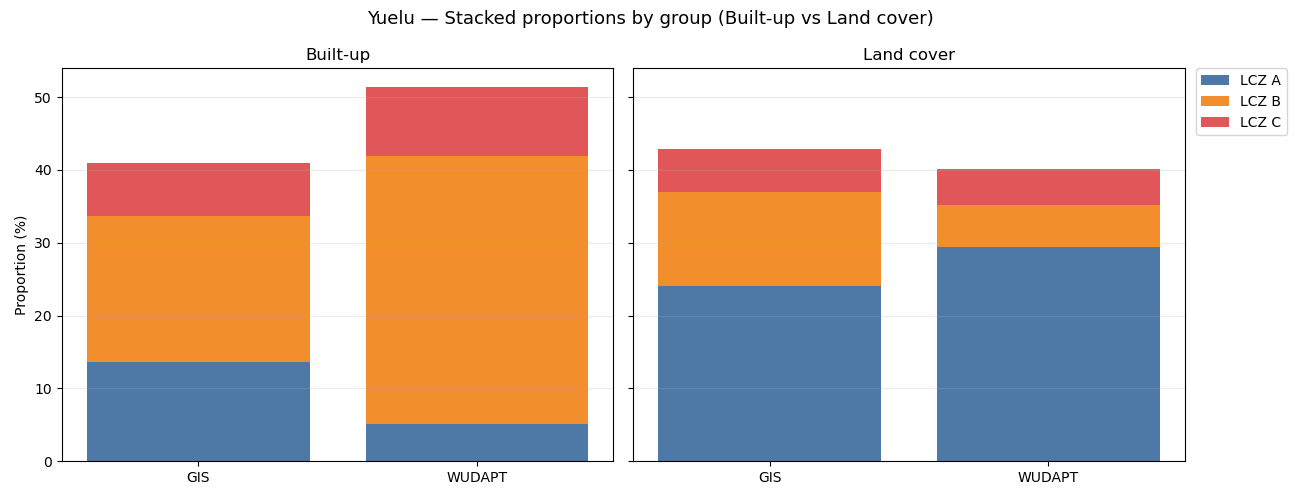 Yuelu — Stacked proportions by group (Built-up vs Land cover)
Built-up
Land cover
LCZ A
LCZ B
LCZ C
Proportion (%)
50
40
30
20
10
0
GIS
WUDAPT
GIS
WUDAPT